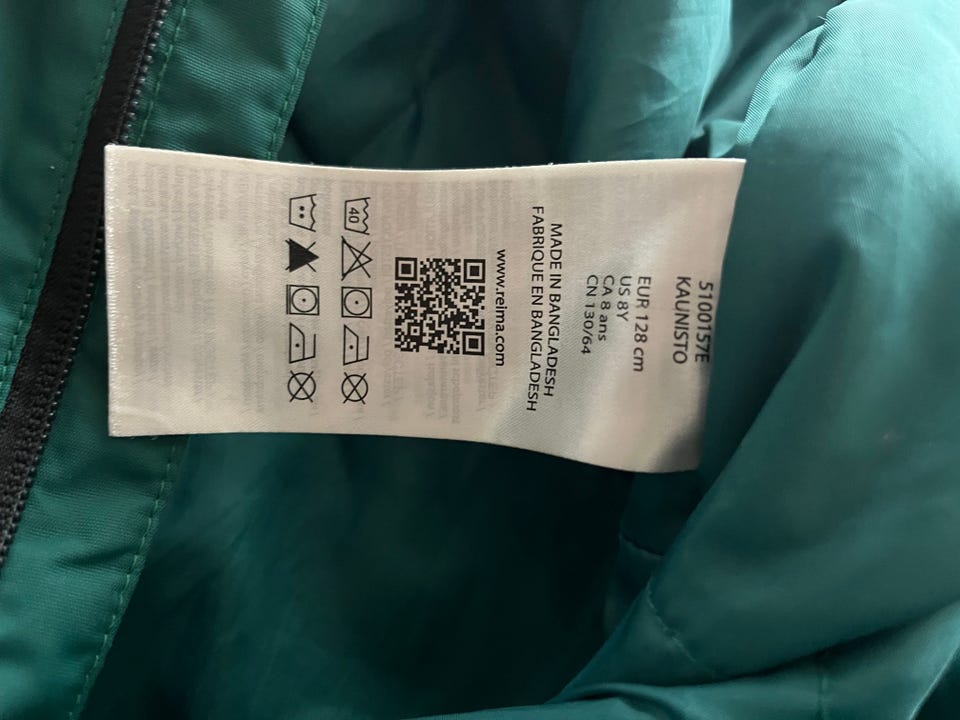 5100157E
KAUNISTO
EUR 128 cm
US 8Y
CA 8 ans
CN 130/64
MADE IN BANGLADESH
FABRIQUE EN BANGLADESH
www.reima.com
40